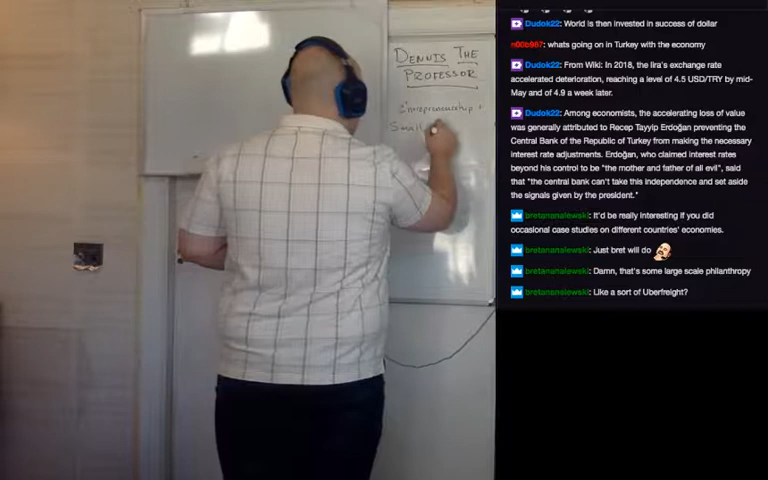 DENNIS THE
PROFESSOR
Entrepreneurship +
Small
Dudok22: World is then invested in success of dollar
n00b987: whats going on in Turkey with the economy
Dudok22: From Wiki: In 2018, the lira's exchange rate
accelerated deterioration, reaching a level of 4.5 USD/TRY by mid-
May and of 4.9 a week later.
Dudok22: Among economists, the accelerating loss of value
was generally attributed to Recep Tayyip Erdoğan preventing the
Central Bank of the Republic of Turkey from making the necessary
interest rate adjustments. Erdoğan, who claimed interest rates
beyond his control to be "the mother and father of all evil", said
that "the central bank can't take this independence and set aside
the signals given by the president."
bretananalewski: It'd be really interesting if you did
occasional case studies on different countries' economies.
bretananalewski: Just bret will do
bretananalewski: Damn, that's some large scale philanthropy
bretananalewski: Like a sort of Uberfreight?